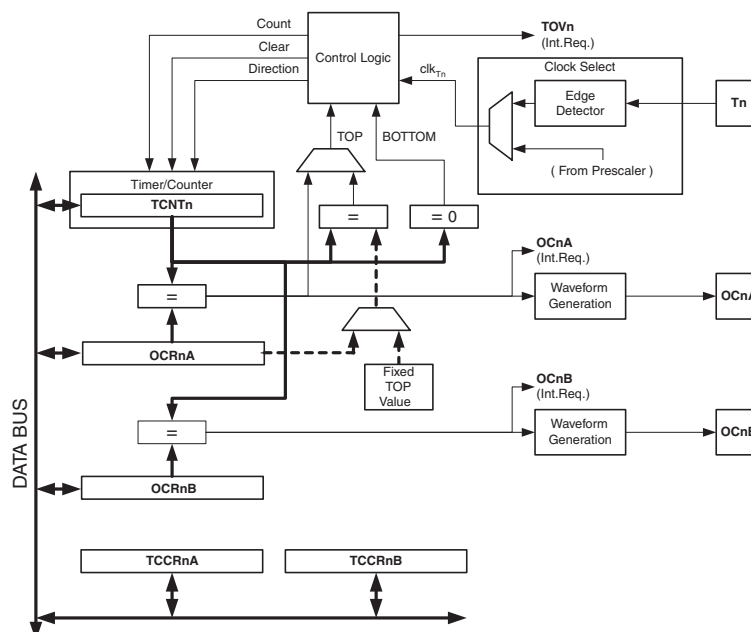 Count
Clear
Direction
Control Logic
TOVn
(Int.Req.)
clkTn
Clock Select
Edge
Detector
Tn
( From Prescaler )
TOP
BOTTOM
Timer/Counter
TCNTn
=
= 0
OCnA
(Int.Req.)
=
Waveform
Generation
OCnA
OCRnA
Fixed
TOP
Value
OCnB
(Int.Req.)
=
Waveform
Generation
OCnB
DATA BUS
OCRnB
TCCRnA
TCCRnB